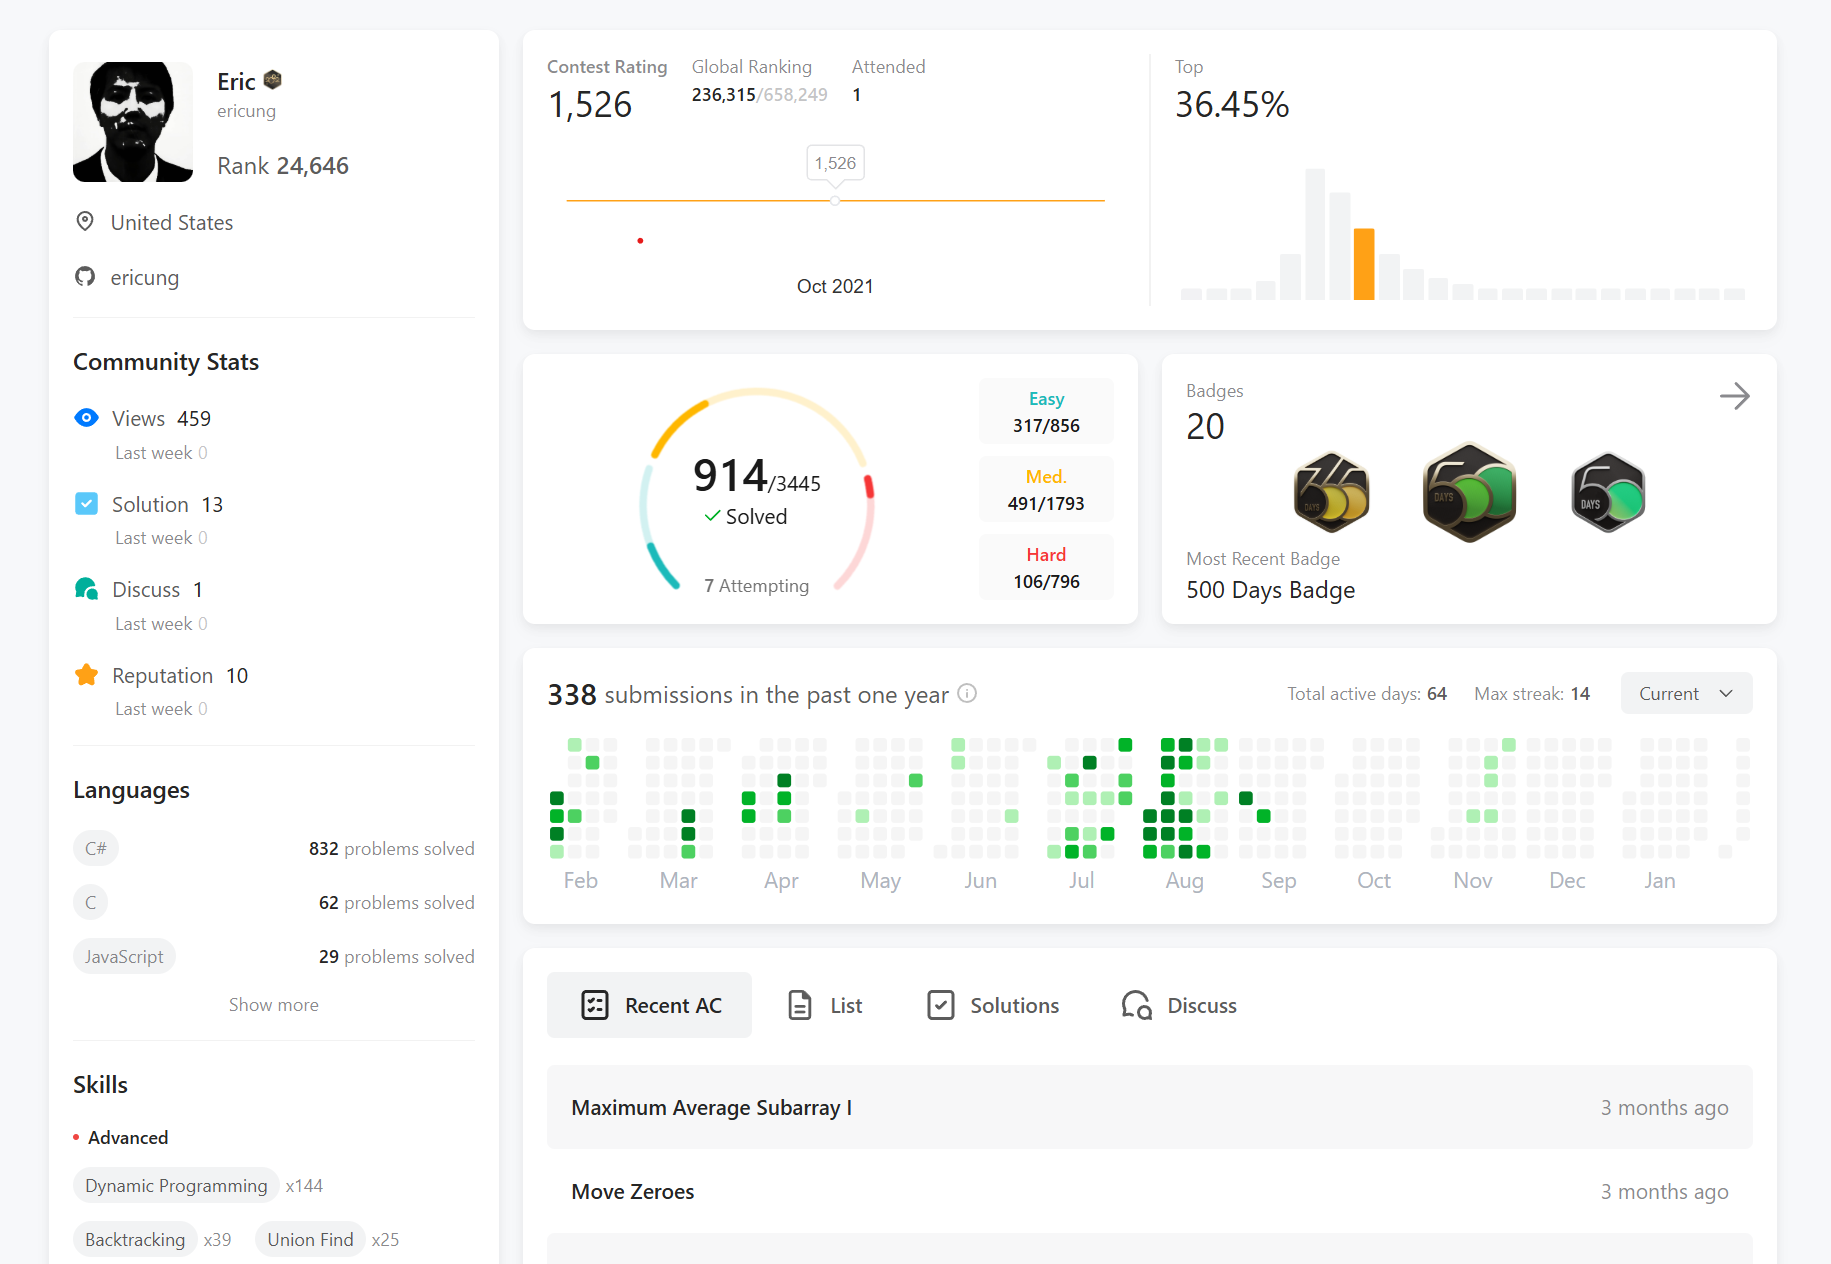 Eric
ericung
Rank 24,646
United States
ericung
Community Stats
Views 459
Last week 0
Solution 13
Last week 0
Discuss 1
Last week 0
Reputation 10
Last week 0
Languages
C# 832 problems solved
C 62 problems solved
JavaScript 29 problems solved
Show more
Skills
Advanced
Dynamic Programming x144
Backtracking x39 Union Find x25
Contest Rating Global Ranking Attended
1,526 236,315/658,249 1
1,526
Oct 2021
Top
36.45%
914/3445
Solved
7 Attempting
Easy
317/856
Med.
491/1793
Hard
106/796
Badges
20
365 DAYS
500 DAYS
50 DAYS
Most Recent Badge
500 Days Badge
338 submissions in the past one year Total active days: 64 Max streak: 14 Current
Feb Mar Apr May Jun Jul Aug Sep Oct Nov Dec Jan
Recent AC List Solutions Discuss
Maximum Average Subarray I 3 months ago
Move Zeroes 3 months ago